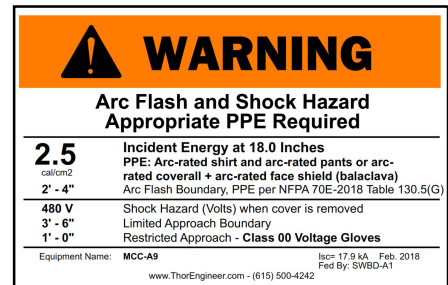 WARNING
Arc Flash and Shock Hazard
Appropriate PPE Required
2.5 Incident Energy at 18.0 Inches
cal/cm2 PPE: Arc-rated shirt and arc-rated pants or arc-
rated coverall + arc-rated face shield (balaclava)
2' - 4" Arc Flash Boundary, PPE per NFPA 70E-2018 Table 130.5(G)
480 V Shock Hazard (Volts) when cover is removed
3' - 6" Limited Approach Boundary
1' - 0" Restricted Approach - Class 00 Voltage Gloves
Equipment Name: MCC-A9 Isc= 17.9 kA Feb. 2018
Fed By: SWBD-A1
www.ThorEngineer.com - (615) 500-4242